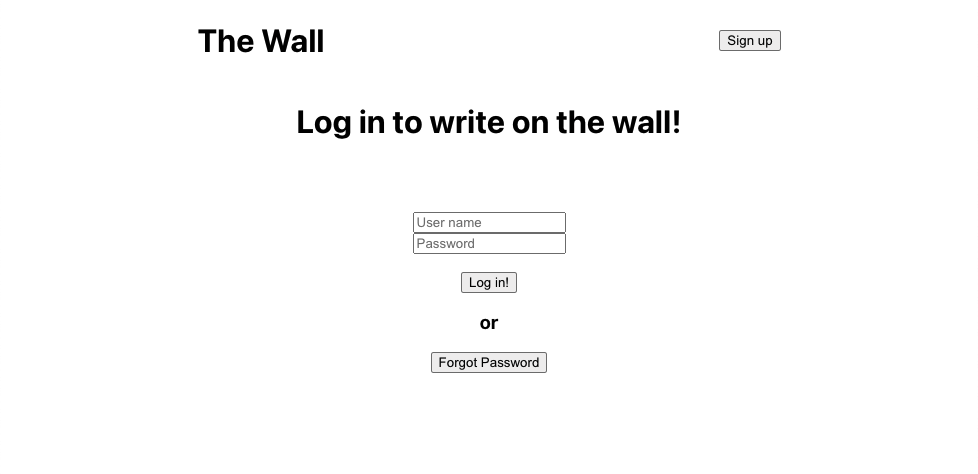 The Wall
Sign up
Log in to write on the wall!
User name
Password
Log in!
or
Forgot Password